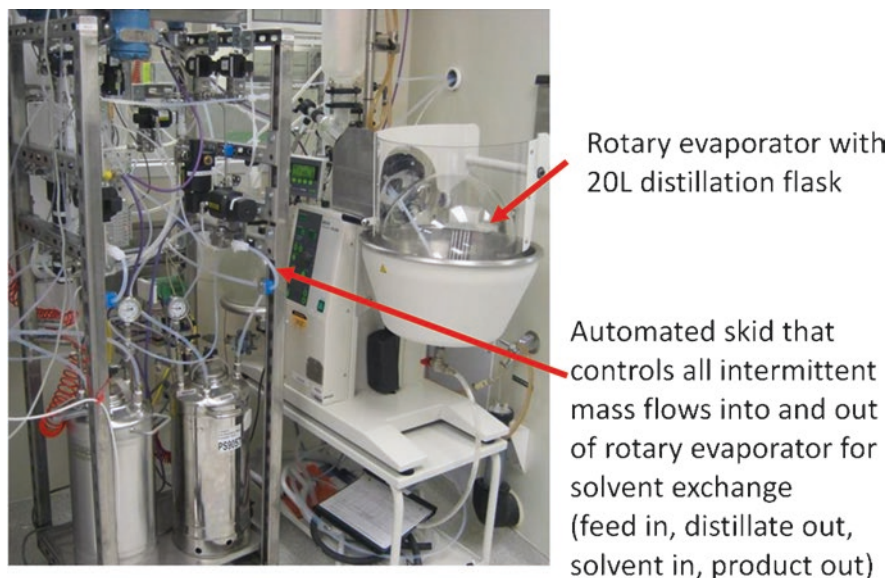 Rotary evaporator with
20L distillation flask
Automated skid that
controls all intermittent
mass flows into and out
of rotary evaporator for
solvent exchange
(feed in, distillate out,
solvent in, product out)